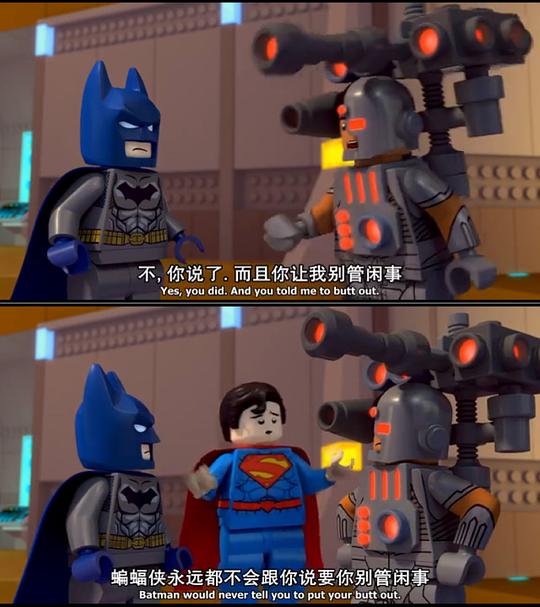 不, 你说了. 而且你让我别管闲事
Yes, you did. And you told me to butt out.
蝙蝠侠永远都不会跟你说要你别管闲事
Batman would never tell you to put your butt out.